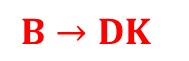 B → DK